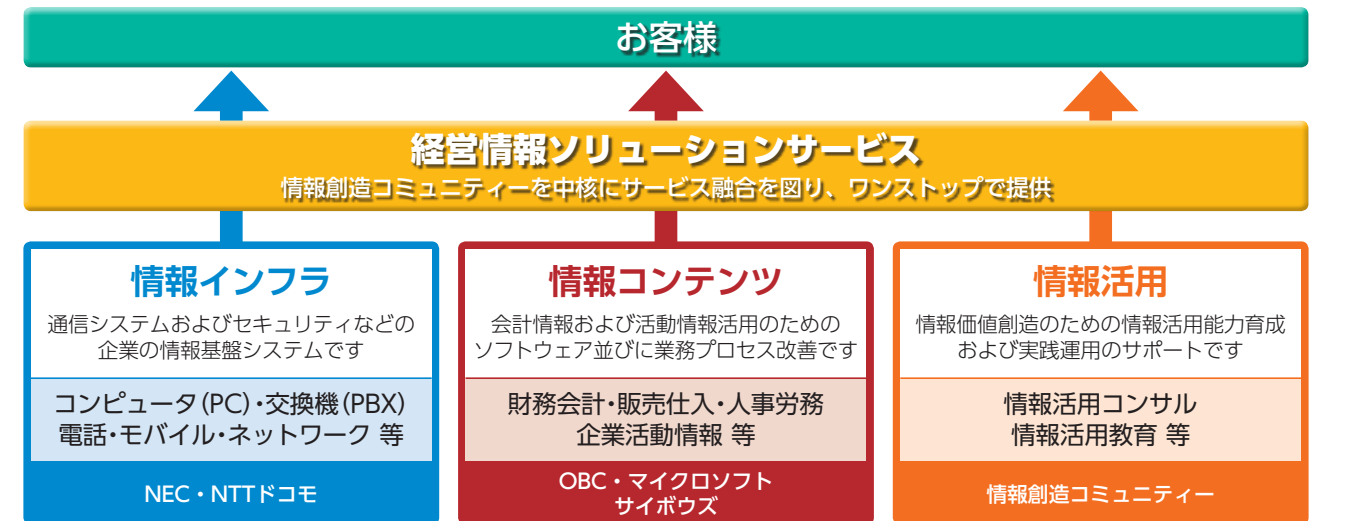 お客様
経営情報ソリューションサービス
情報創造コミュニティーを中核にサービス融合を図り、ワンストップで提供
情報インフラ
通信システムおよびセキュリティなどの
企業の情報基盤システムです
コンピュータ(PC)・交換機(PBX)
電話・モバイル・ネットワーク 等
NEC・NTTドコモ
情報コンテンツ
会計情報および活動情報活用のための
ソフトウェア並びに業務プロセス改善です
財務会計・販売仕入・人事労務
企業活動情報 等
OBC・マイクロソフト
サイボウズ
情報活用
情報価値創造のための情報活用能力育成
および実践運用のサポートです
情報活用コンサル
情報活用教育 等
情報創造コミュニティー